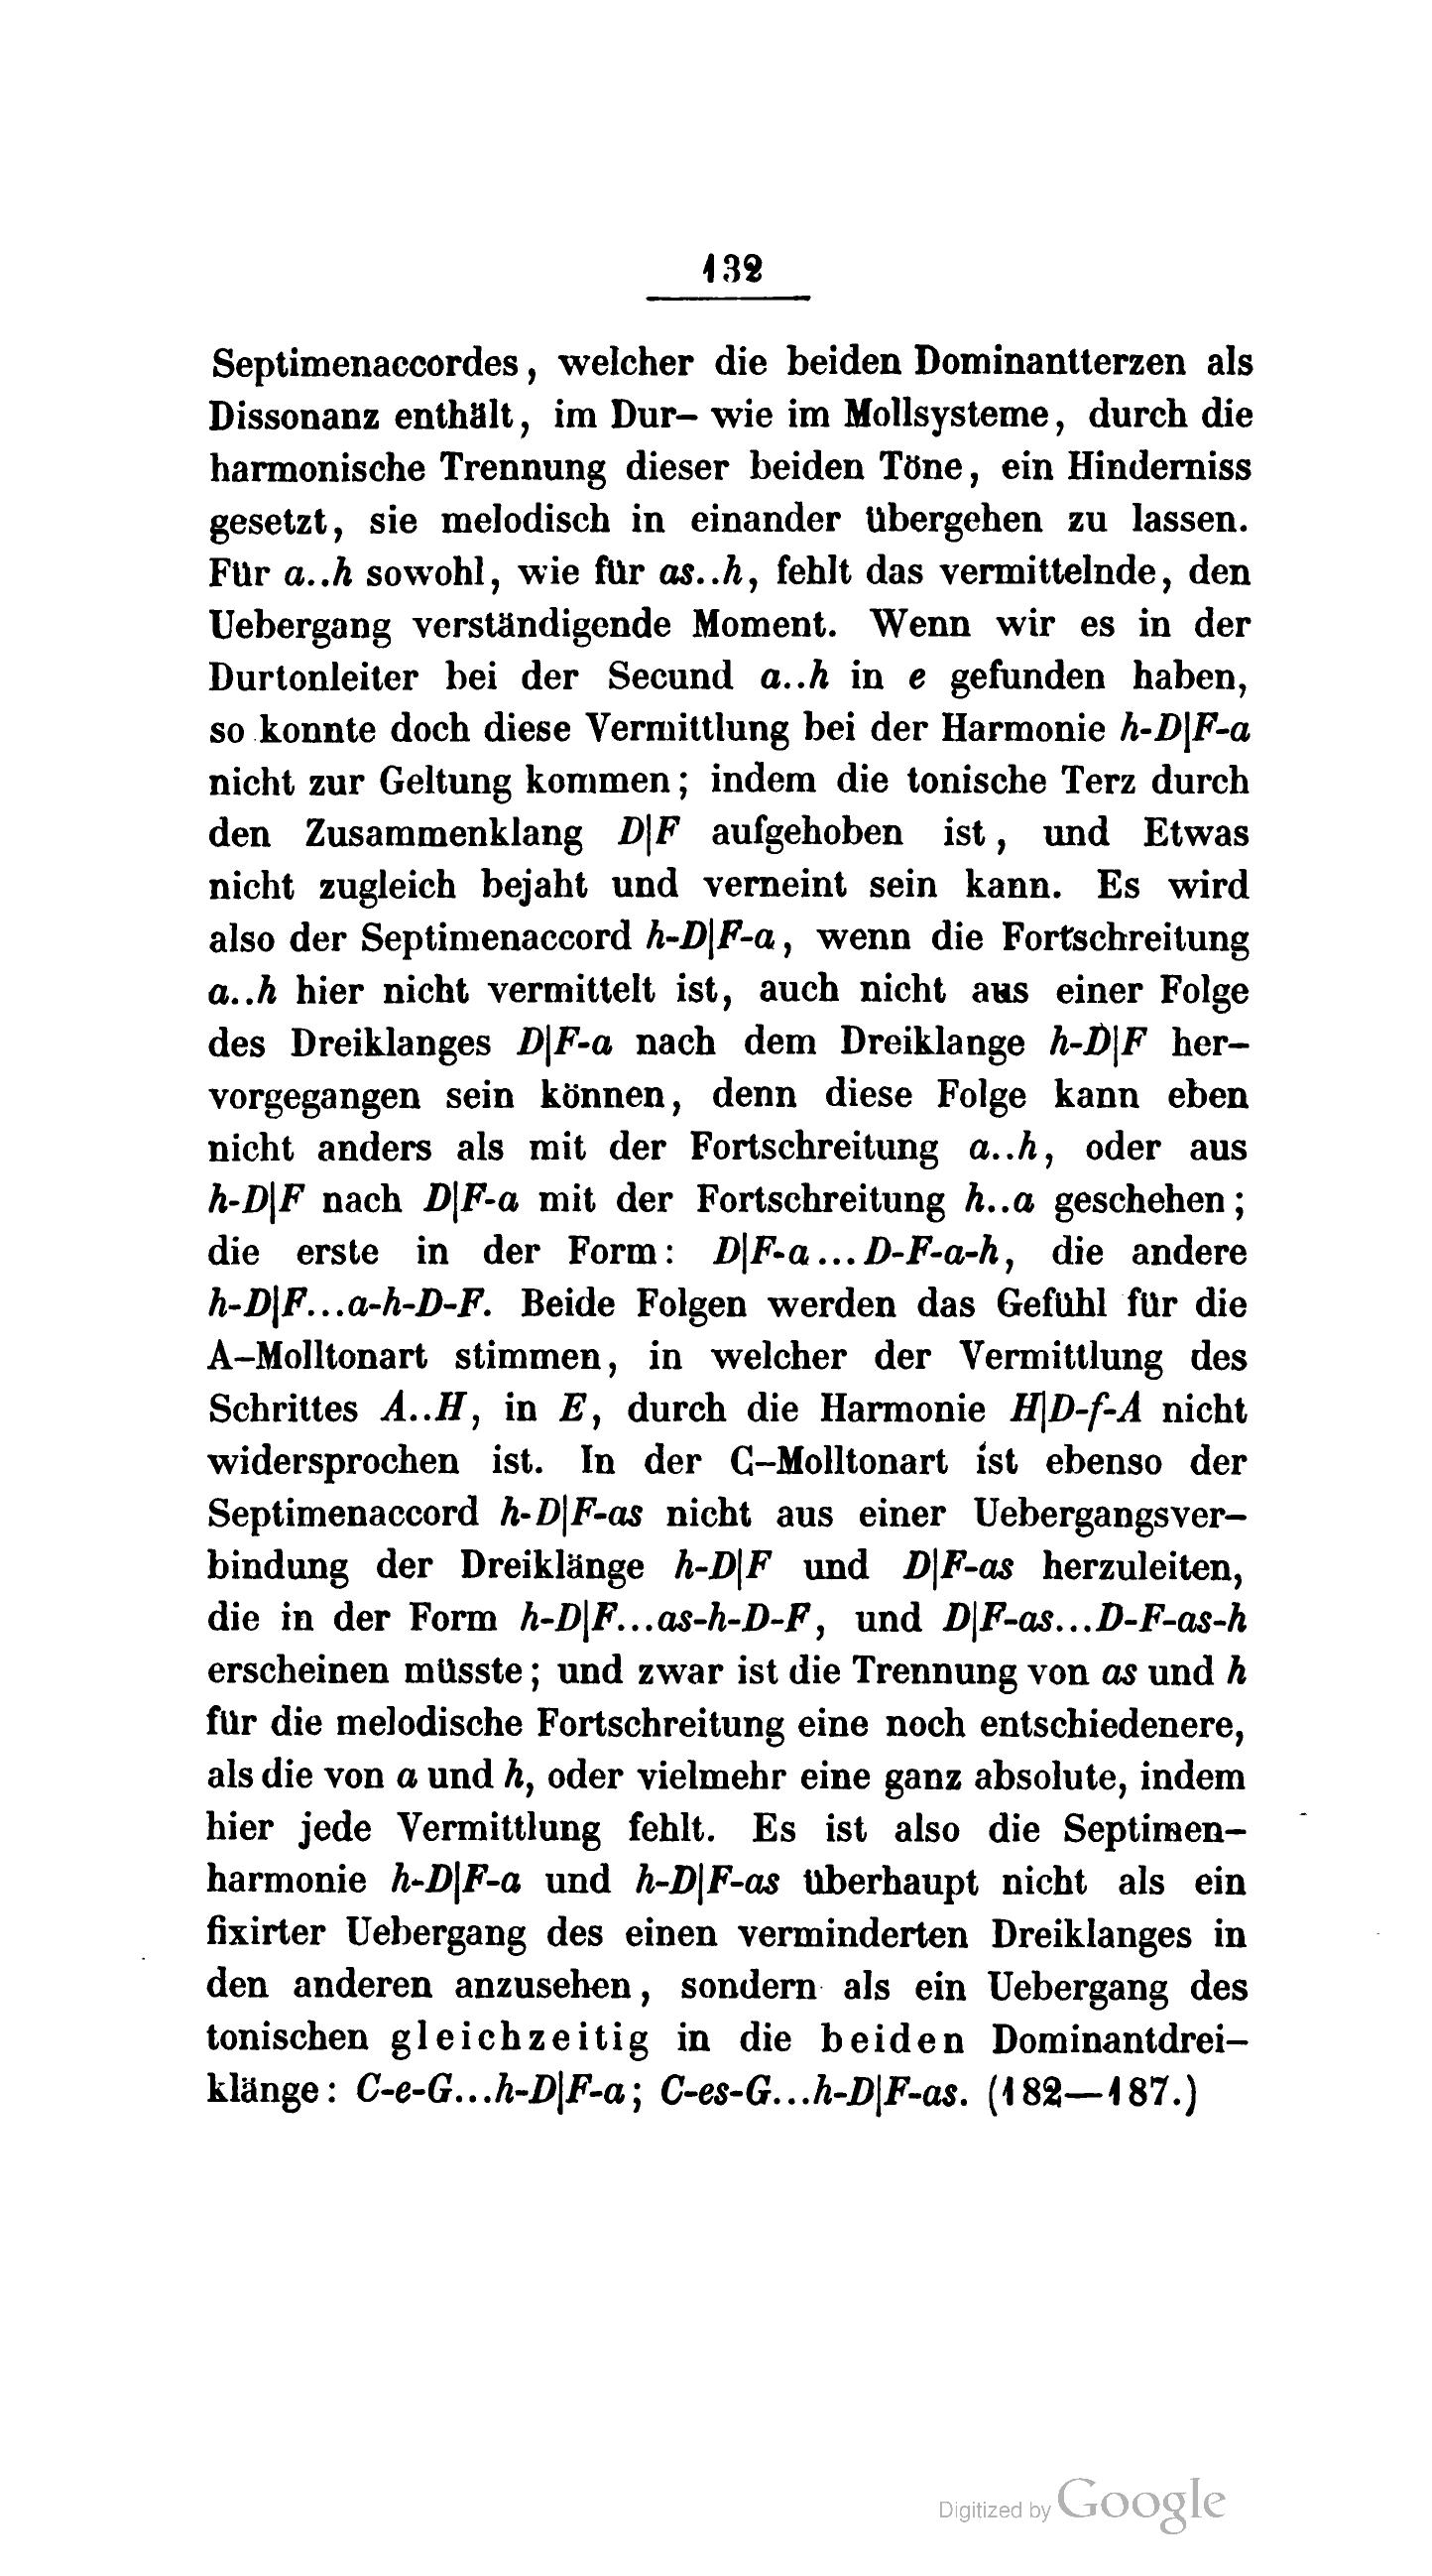 132
Septimenaccordes, welcher die beiden Dominantterzen als
Dissonanz enthält, im Dur- wie im Mollsysteme, durch die
harmonische Trennung dieser beiden Töne, ein Hinderniss
gesetzt, sie melodisch in einander übergehen zu lassen.
Für a..h sowohl, wie für as..h, fehlt das vermittelnde, den
Uebergang verständigende Moment. Wenn wir es in der
Durtonleiter bei der Secund a..h in e gefunden haben,
so konnte doch diese Vermittlung bei der Harmonie h-D|F-a
nicht zur Geltung kommen; indem die tonische Terz durch
den Zusammenklang D|F aufgehoben ist, und Etwas
nicht zugleich bejaht und verneint sein kann. Es wird
also der Septimenaccord h-D|F-a, wenn die Fortschreitung
a..h hier nicht vermittelt ist, auch nicht aus einer Folge
des Dreiklanges D|F-a nach dem Dreiklange h-D|F her-
vorgegangen sein können, denn diese Folge kann eben
nicht anders als mit der Fortschreitung a..h, oder aus
h-D|F nach D|F-a mit der Fortschreitung h..a geschehen;
die erste in der Form: D|F-a...D-F-a-h, die andere
h-D|F...a-h-D-F. Beide Folgen werden das Gefühl für die
A-Molltonart stimmen, in welcher der Vermittlung des
Schrittes A..H, in E, durch die Harmonie H|D-f-A nicht
widersprochen ist. In der C-Molltonart ist ebenso der
Septimenaccord h-D|F-as nicht aus einer Uebergangsver-
bindung der Dreiklänge h-D|F und D|F-as herzuleiten,
die in der Form h-D|F...as-h-D-F, und D|F-as...D-F-as-h
erscheinen müsste; und zwar ist die Trennung von as und h
für die melodische Fortschreitung eine noch entschiedenere,
als die von a und h, oder vielmehr eine ganz absolute, indem
hier jede Vermittlung fehlt. Es ist also die Septimen-
harmonie h-D|F-a und h-D|F-as überhaupt nicht als ein
fixirter Uebergang des einen verminderten Dreiklanges in
den anderen anzusehen, sondern als ein Uebergang des
tonischen gleichzeitig in die beiden Dominantdrei-
klänge: C-e-G...h-D|F-a; C-es-G...h-D|F-as. (182—187.)
Digitized by Google